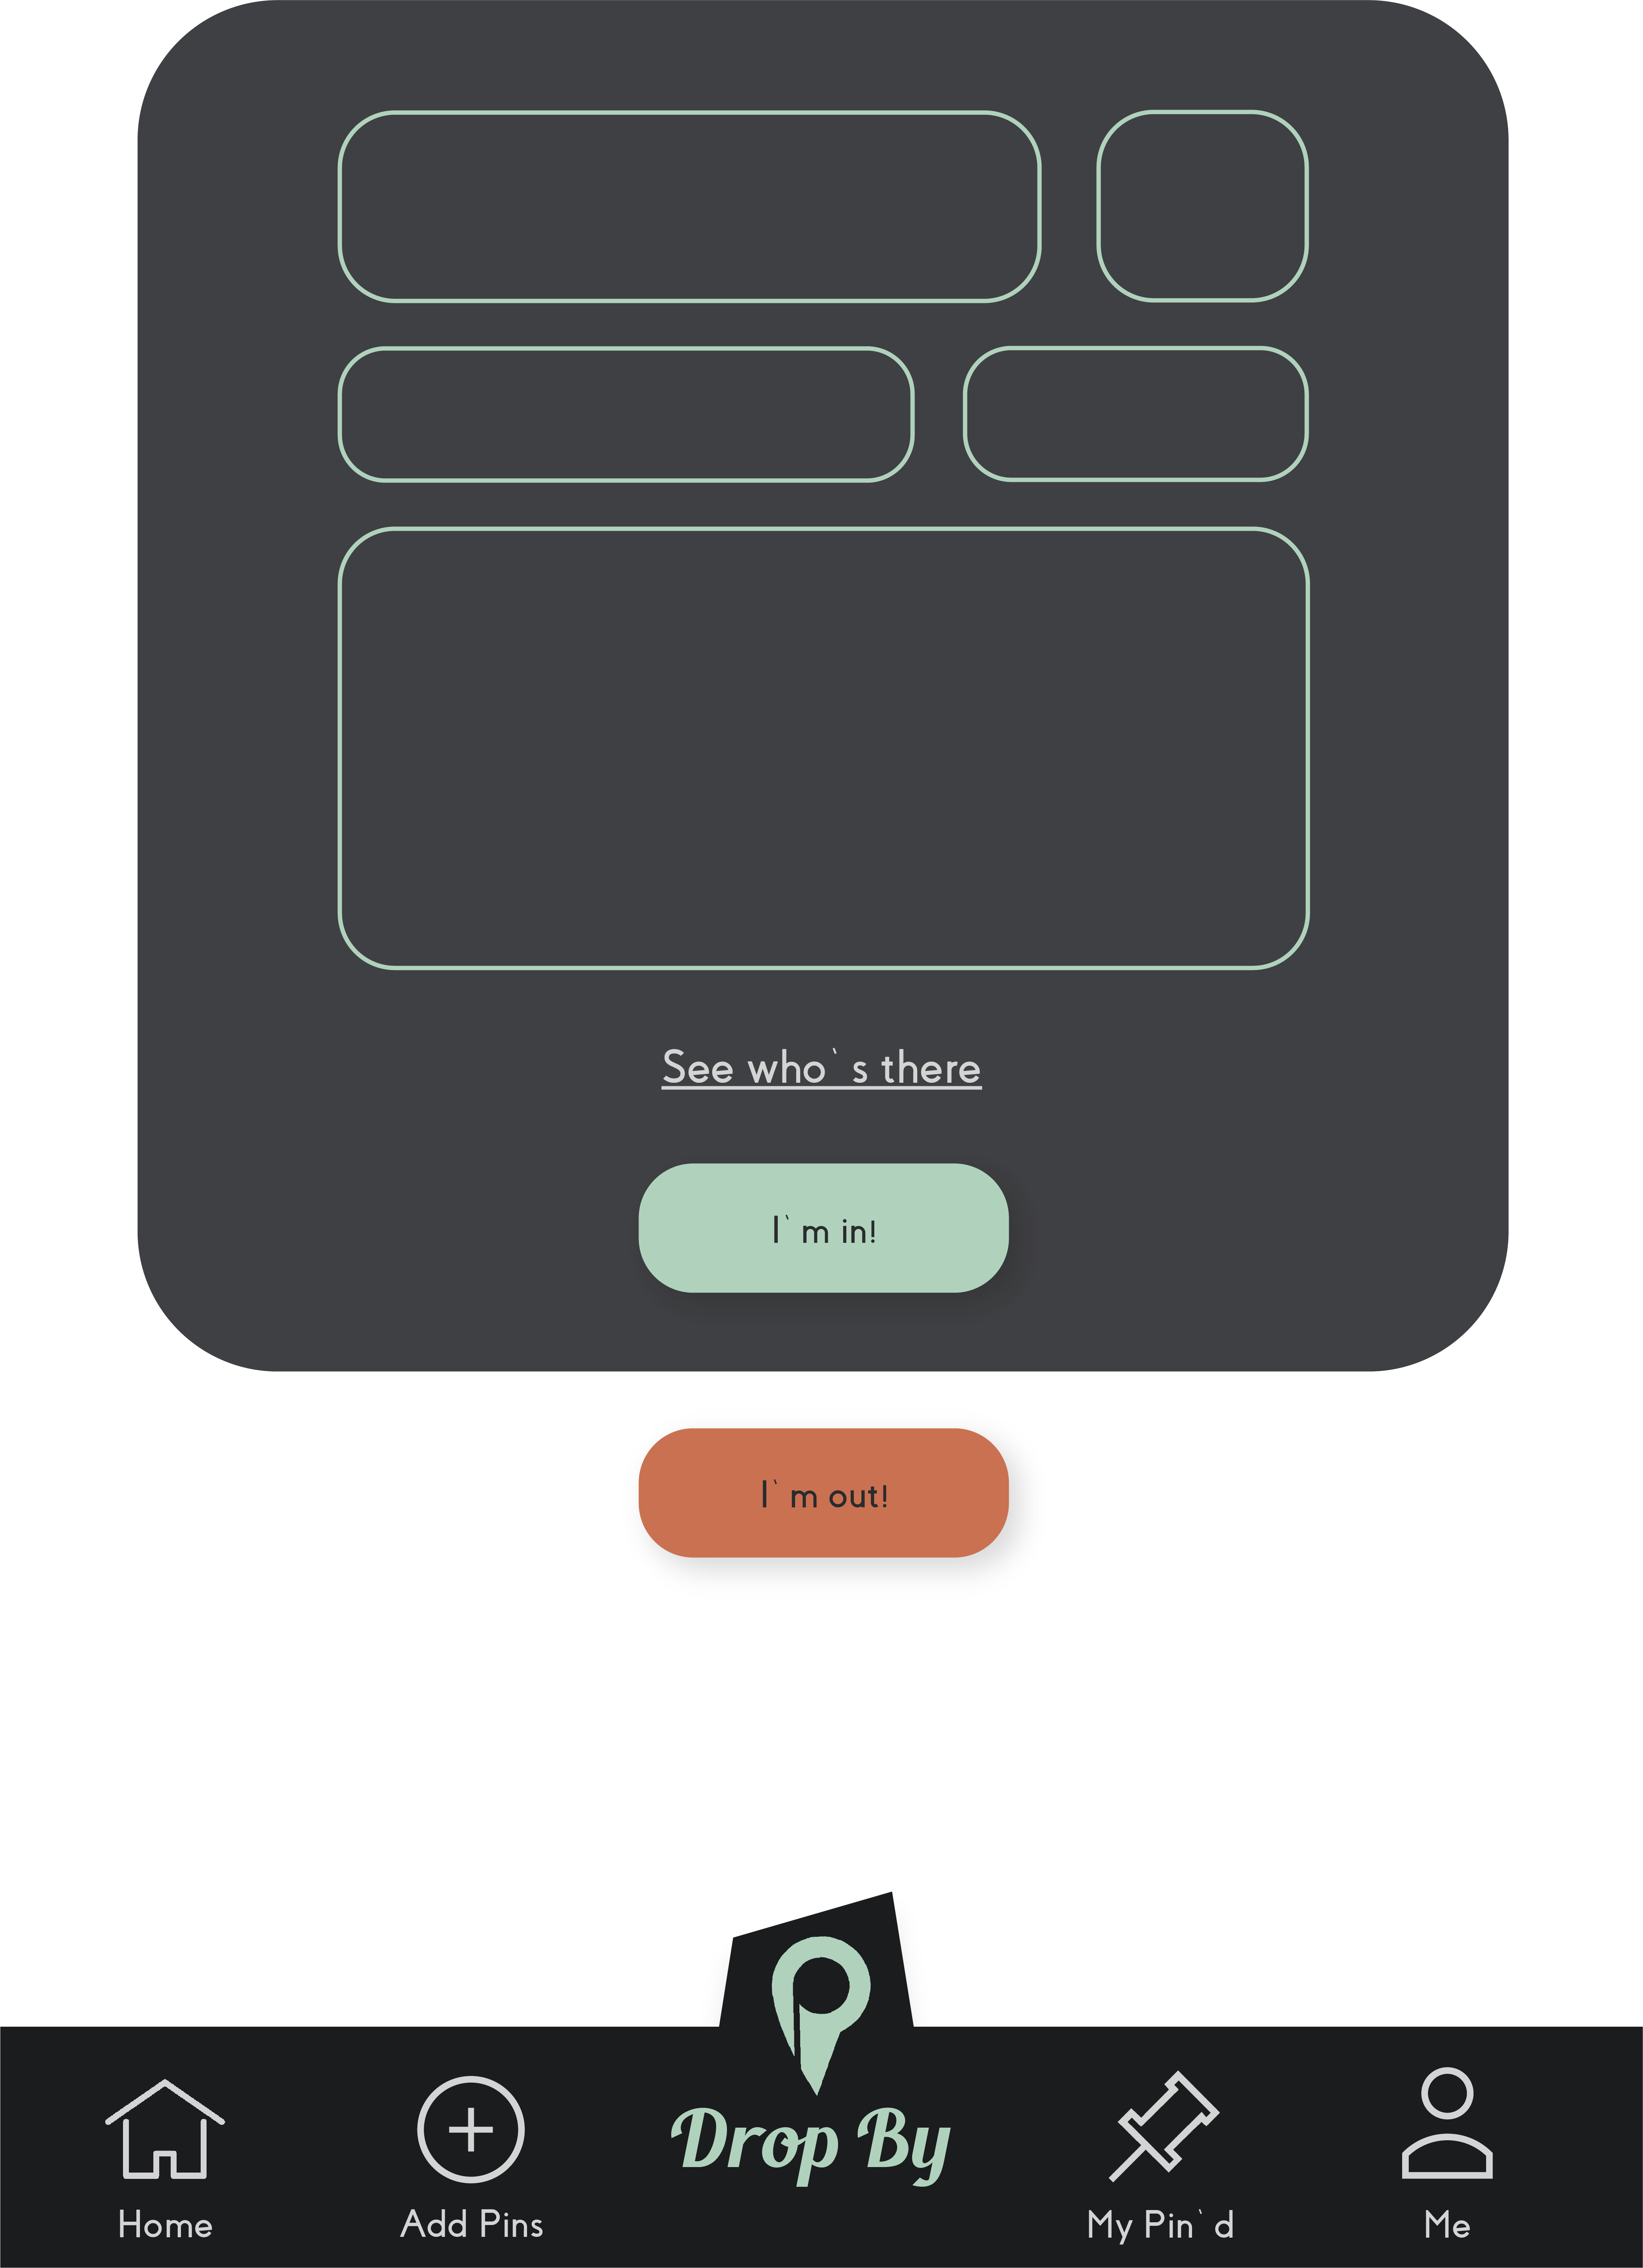 See who`s there
I`m in!
I`m out!
Drop By
Home
Add Pins
My Pin`d
Me